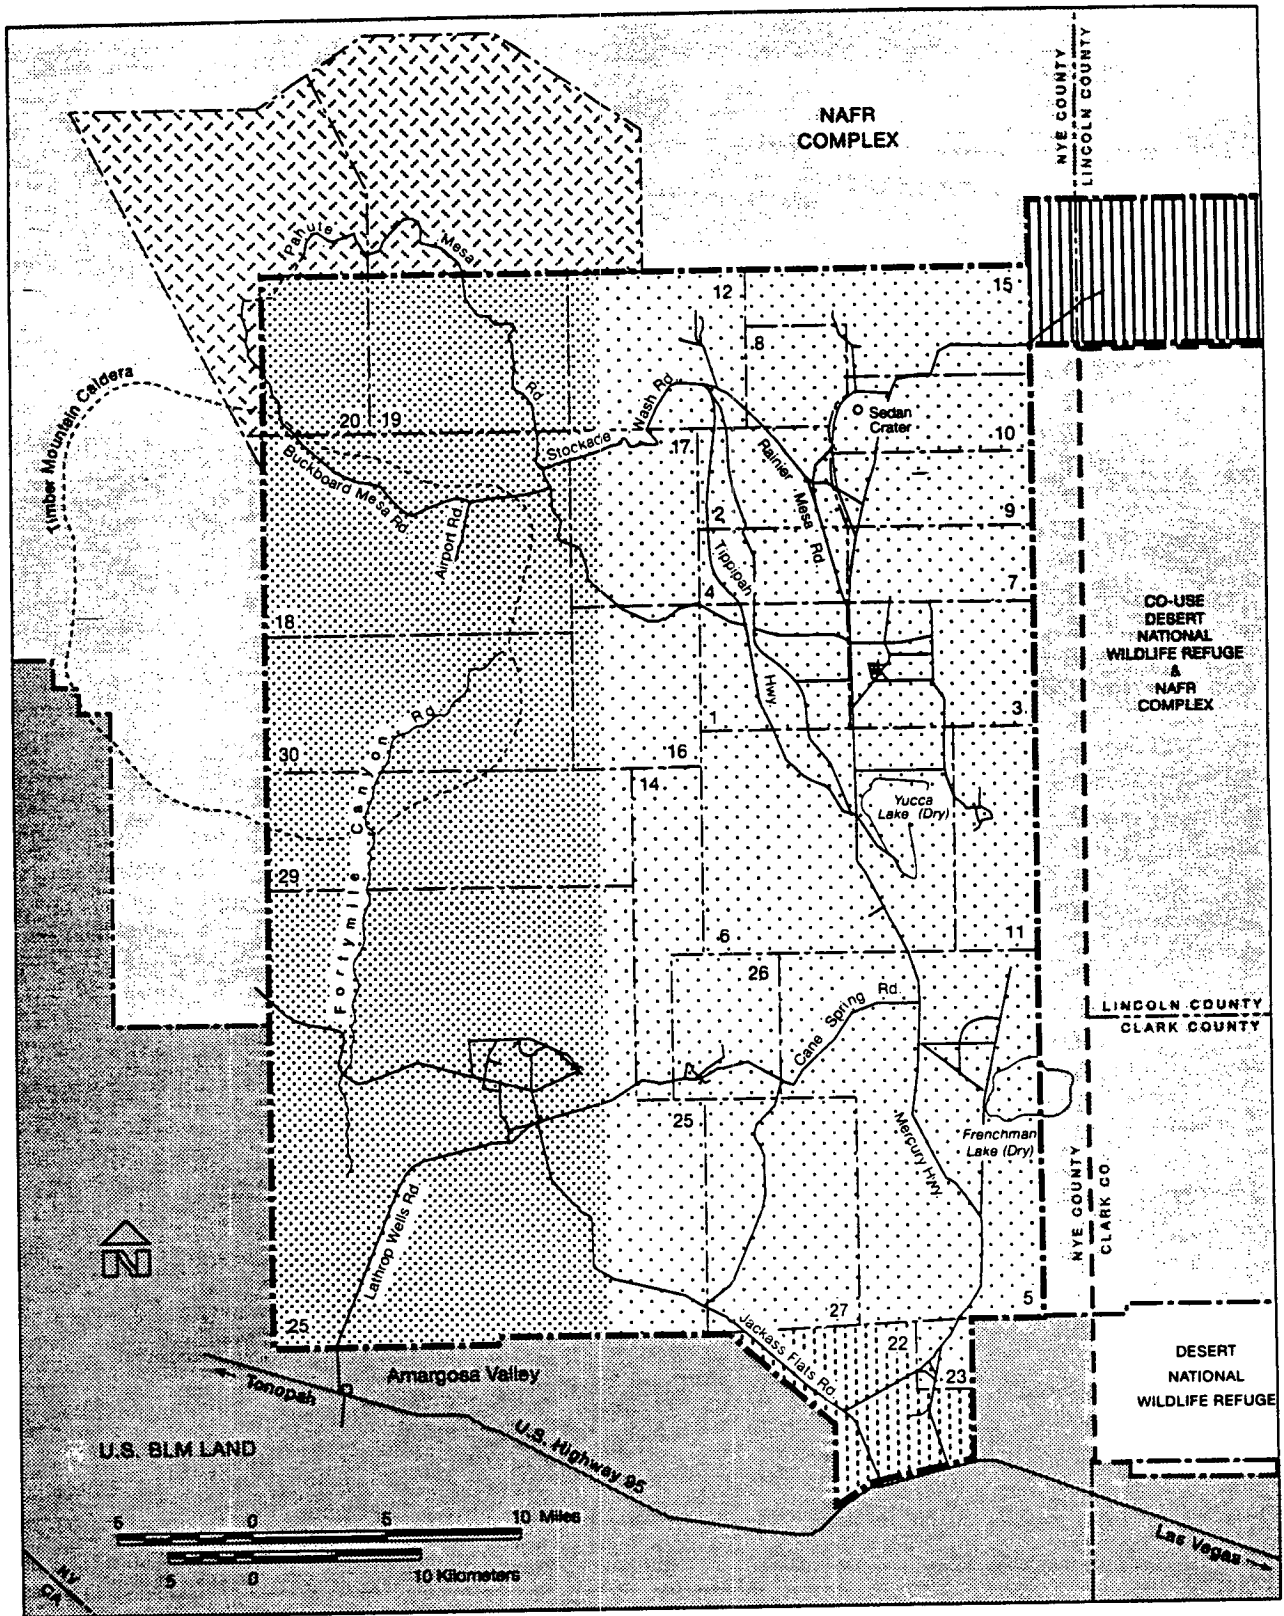 NAFR
COMPLEX
NYE COUNTY
LINCOLN COUNTY
Pahute
Mesa
Rd
12
15
8
Timber Mountain Caldera
Wash Rd
Stockade
Sedan
Crater
20
19
10
17
Buckboard Mesa Rd
Rainier Mesa Rd.
Airport Rd.
2
9
Tippipah
Hwy
4
7
CO-USE
DESERT
NATIONAL
WILDLIFE REFUGE
&
NAFR
COMPLEX
18
1
3
Fortymile Canyon Rd.
30
16
14
Yucca
Lake (Dry)
29
6
11
26
Cane Spring Rd.
LINCOLN COUNTY
CLARK COUNTY
25
Mercury HWY.
Frenchman
Lake (Dry)
NYE COUNTY
CLARK CO
Lathrop Wells Rd.
N
25
27
5
Jackass Flats Rd.
22
23
DESERT
NATIONAL
WILDLIFE REFUGE
Amargosa Valley
Tonopah
U.S. BLM LAND
U.S. Highway 95
5 0 5 10 Miles
5 0 10 Kilometers
Las Vegas
NV
CA